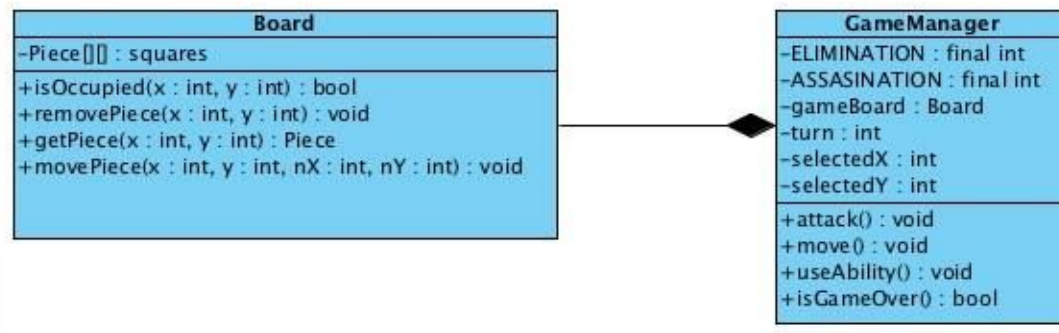 Board
-Piece[][] : squares
+isOccupied(x : int, y : int) : bool
+removePiece(x : int, y : int) : void
+getPiece(x : int, y : int) : Piece
+movePiece(x : int, y : int, nX : int, nY : int) : void
GameManager
-ELIMINATION : final int
-ASSASINATION : final int
-gameBoard : Board
-turn : int
-selectedX : int
-selectedY : int
+attack() : void
+move() : void
+useAbility() : void
+isGameOver() : bool